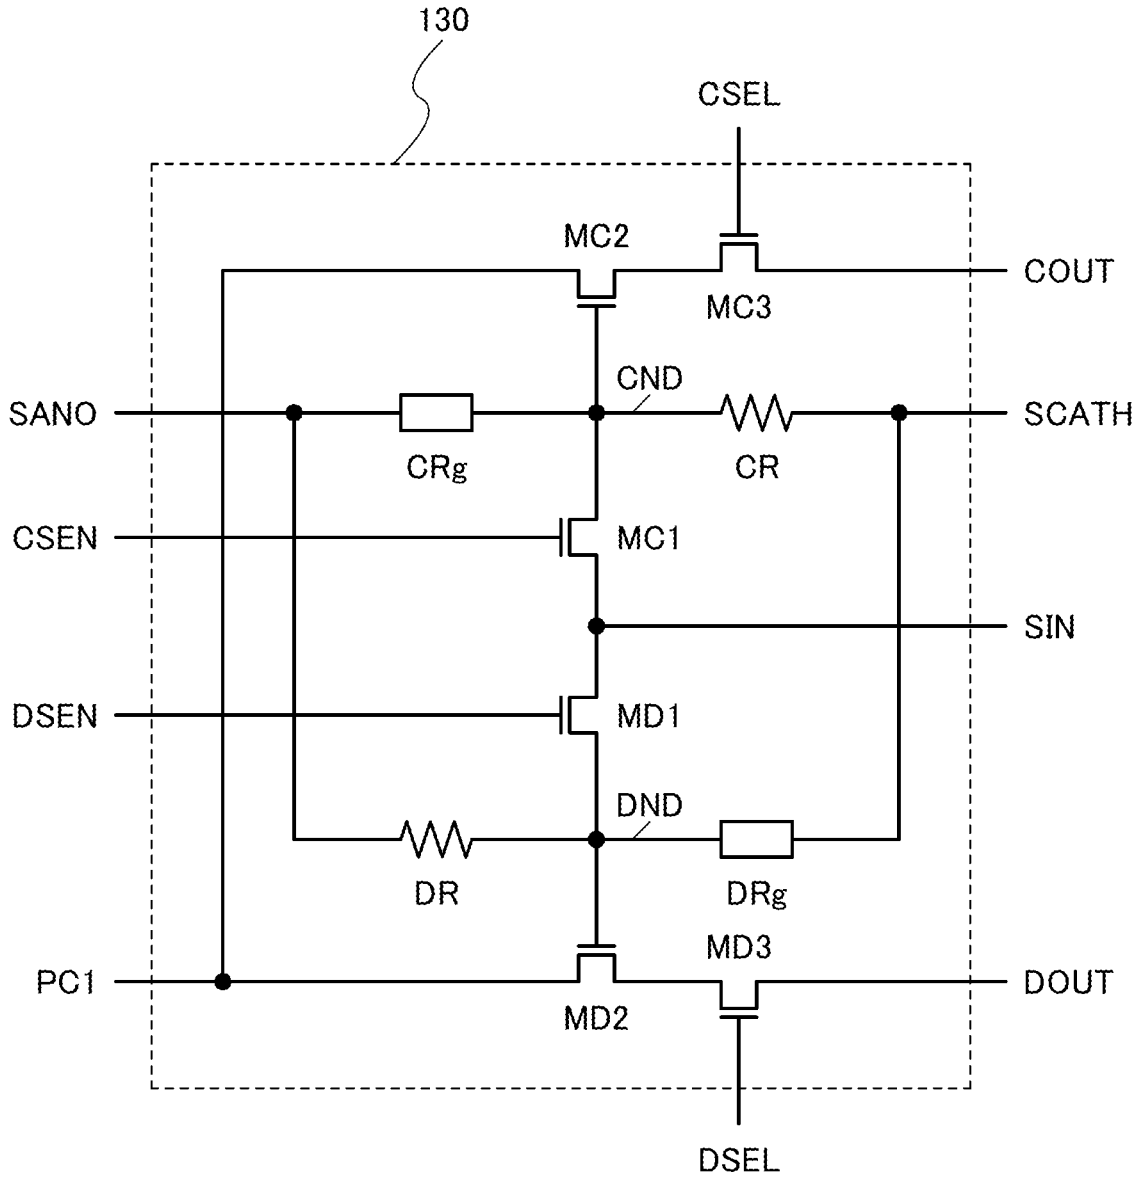 130
CSEL
MC2
COUT
MC3
CND
SANO
SCATH
CRg
CR
CSEN
MC1
SIN
DSEN
MD1
DND
DR
DRg
MD3
PC1
DOUT
MD2
DSEL